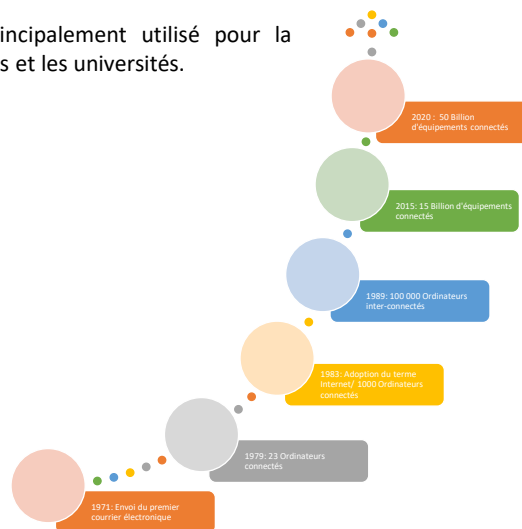 incipalement utilisé pour la
s et les universités.
2020 : 50 Billion
d'équipements connectés
2015: 15 Billion d'équipements
connectés
1989: 100 000 Ordinateurs
inter-connectés
1983: Adoption du terme
Internet/ 1000 Ordinateurs
connectés
1979: 23 Ordinateurs
connectés
1971: Envoi du premier
courrier électronique